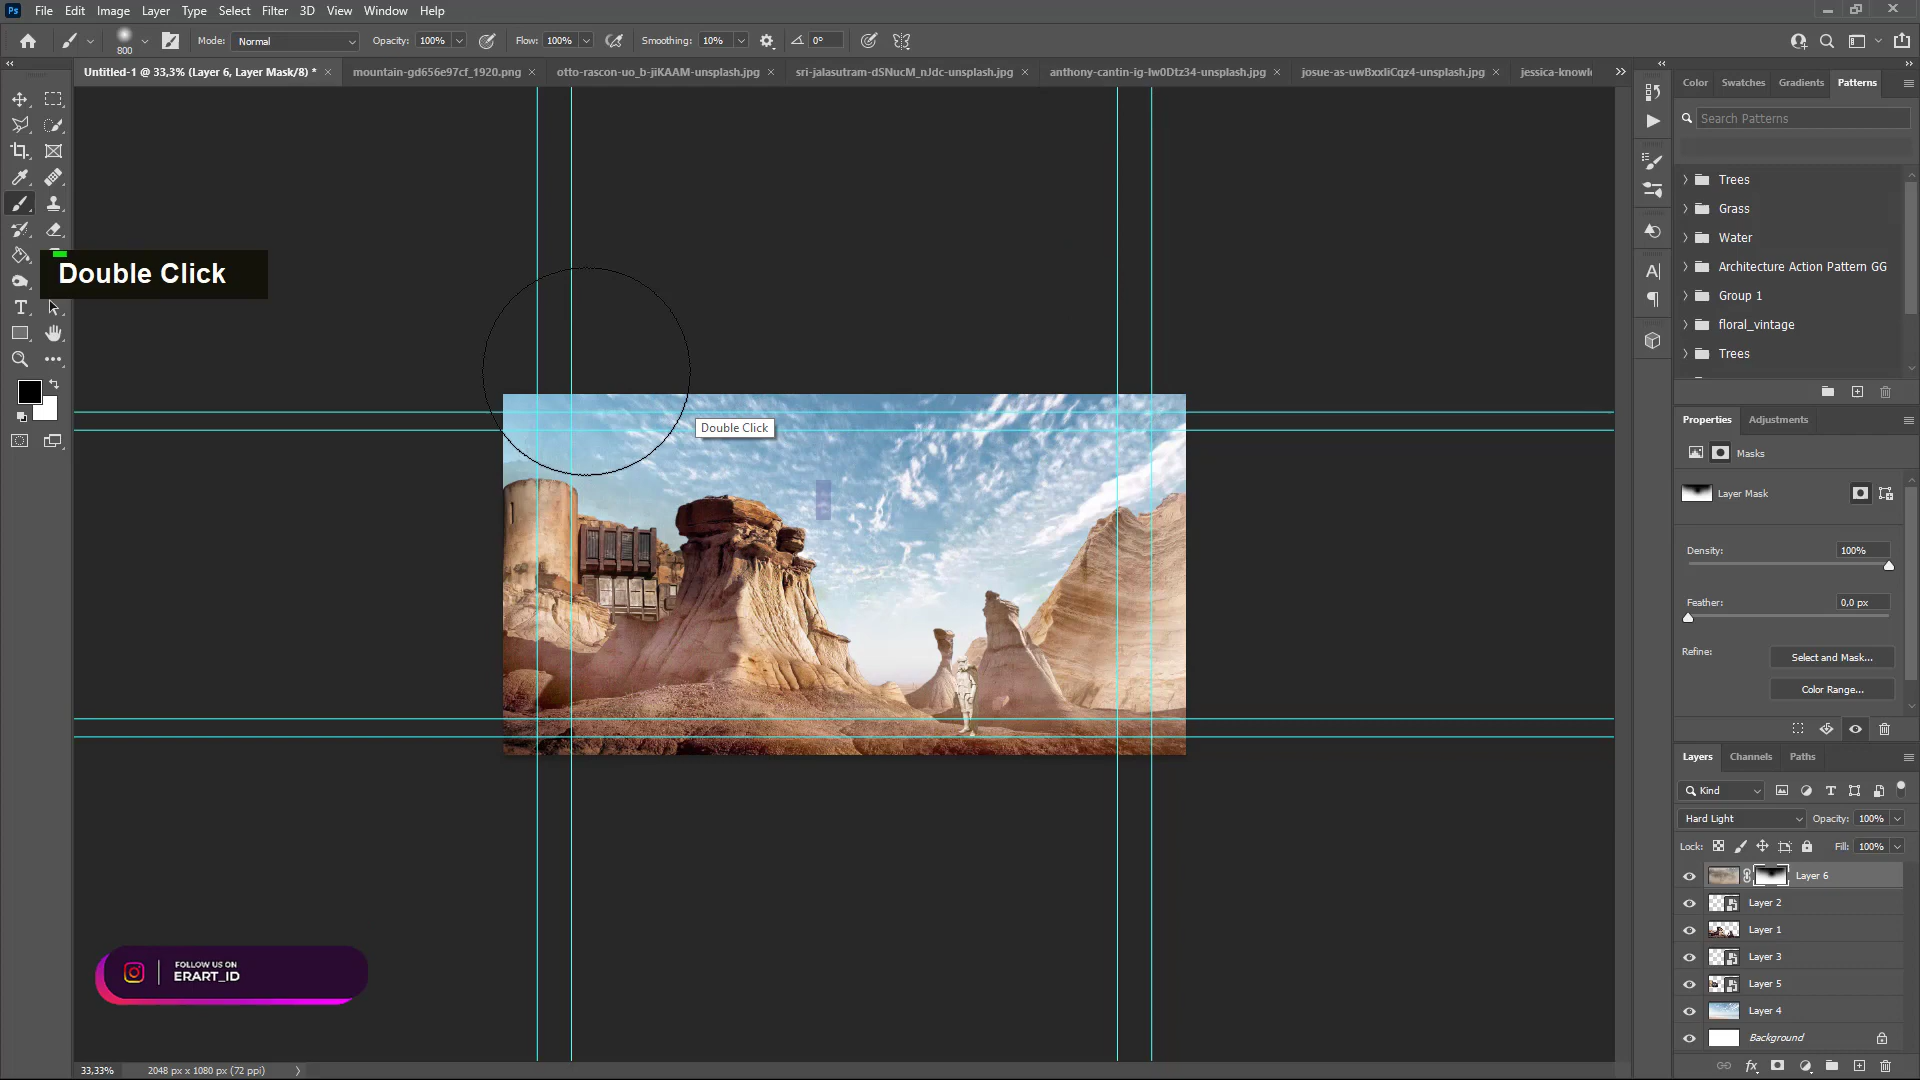 Ps File Edit Image Layer Type Select Filter 3D View Window Help
800 Mode: Normal Opacity: 100% Flow: 100% Smoothing: 10% 0°
Untitled-1 @ 33,3% (Layer 6, Layer Mask/8) * × mountain-gd656e97cf_1920.png × otto-rascon-uo_b-jiKAAM-unsplash.jpg × sri-jalasutram-dSNucM_nJdc-unsplash.jpg × anthony-cantin-ig-lw0Dtz34-unsplash.jpg × josue-as-uwBxxliCqz4-unsplash.jpg × jessica-knowle
Color Swatches Gradients Patterns
Search Patterns
Trees
Grass
Water
Architecture Action Pattern GG
Group 1
floral_vintage
Trees
Double Click
Double Click
Properties Adjustments
Masks
Layer Mask
Density: 100%
Feather: 0,0 px
Refine: Select and Mask...
Color Range...
Layers Channels Paths
Kind
Hard Light Opacity: 100%
Lock: Fill: 100%
Layer 6
Layer 2
Layer 1
Layer 3
Layer 5
Layer 4
Background
FOLLOW US ON
ERART_ID
33,33% 2048 px x 1080 px (72 ppi)